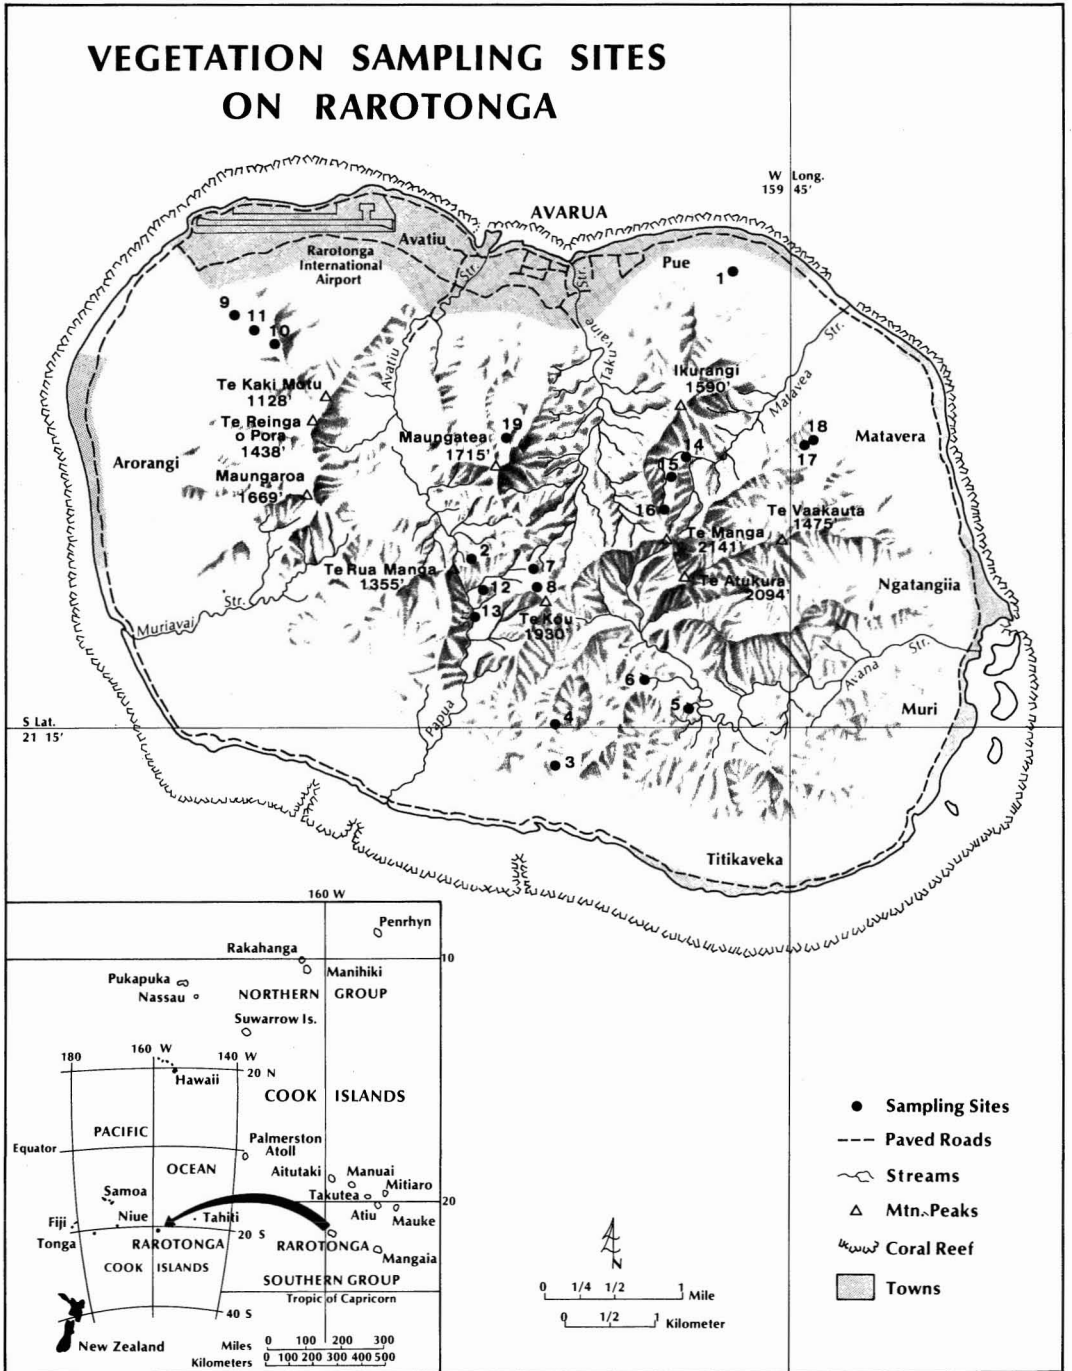 VEGETATION SAMPLING SITES
ON RAROTONGA
W Long.
159 45'
AVARUA
Avatiu
Rarotonga
International
Airport
Str.
Str.
Pue
1
9
11
10
Takuvaine
Avatiu
Str.
Matavea
Ikurangi
1590'
Te Kaki Motu
1128'
Te Reinga
o Pora
1438'
Maungatea
1715'
19
14
18
17
Matavera
Arorangi
Maungaroa
1669'
15
16
Te Vaakauta
1475'
Te Manga
2141'
2
Te Rua Manga
1355'
7
8
12
Te Atukura
2094'
Ngatangiia
13
Te Kou
1930'
Str.
Muriavai
Avana
Str.
6
5
Muri
S Lat.
21 15'
4
Papua
3
Titikaveka
160 W
Penrhyn
Rakahanga
10
Manihiki
Pukapuka
Nassau
NORTHERN GROUP
Suwarrow Is.
180
160 W
140 W
20 N
Hawaii
COOK ISLANDS
PACIFIC
Equator
OCEAN
Palmerston
Atoll
Aitutaki
Manuai
Mitiaro
Samoa
Takutea
20
Atiu
Mauke
Fiji
Niue
Tahiti
20 S
Tonga
RAROTONGA
RAROTONGA
Mangaia
COOK ISLANDS
SOUTHERN GROUP
Tropic of Capricorn
40 S
New Zealand
Miles
0 100 200 300
Kilometers
0 100 200 300 400 500
N
0 1/4 1/2 1
Mile
0 1/2 1
Kilometer
Sampling Sites
Paved Roads
Streams
Mtn. Peaks
Coral Reef
Towns